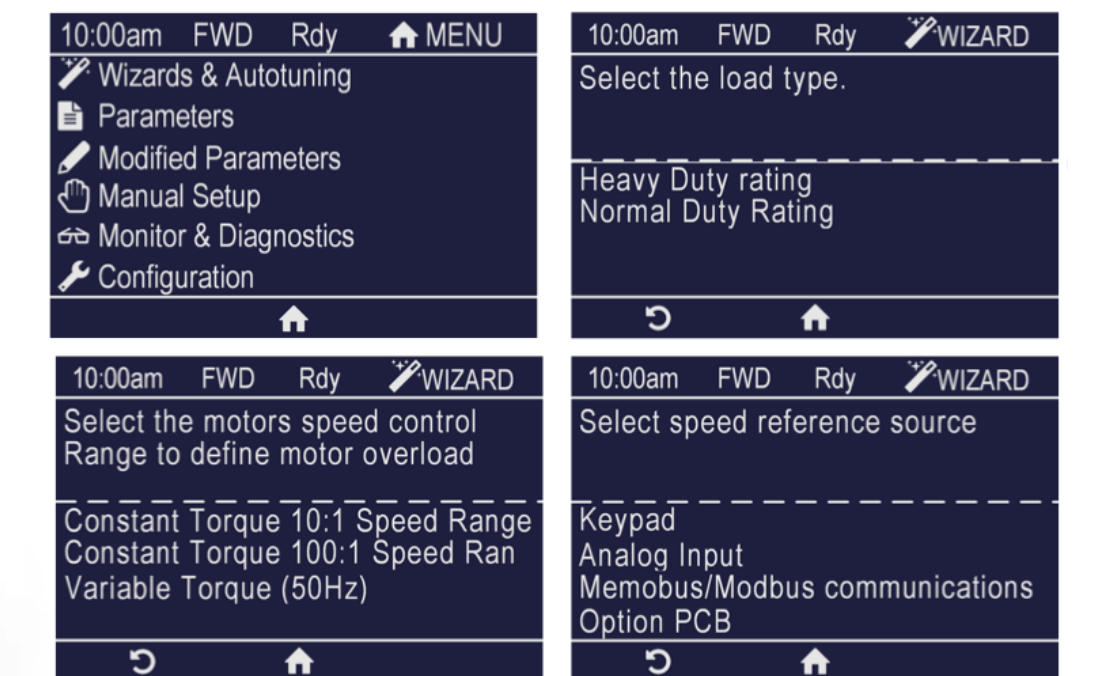 10:00am FWD Rdy MENU
Wizards & Autotuning
Parameters
Modified Parameters
Manual Setup
Monitor & Diagnostics
Configuration
10:00am FWD Rdy WIZARD
Select the load type.
Heavy Duty rating
Normal Duty Rating
10:00am FWD Rdy WIZARD
Select the motors speed control
Range to define motor overload
Constant Torque 10:1 Speed Range
Constant Torque 100:1 Speed Ran
Variable Torque (50Hz)
10:00am FWD Rdy WIZARD
Select speed reference source
Keypad
Analog Input
Memobus/Modbus communications
Option PCB